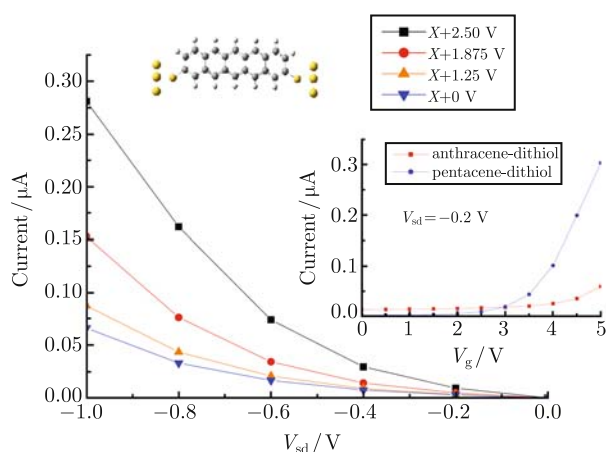 X+2.50 V
X+1.875 V
X+1.25 V
X+0 V
Current/μA
0.30
0.25
0.20
0.15
0.10
0.05
0.00
−1.0 −0.8 −0.6 −0.4 −0.2 0.0
Vsd/V
anthracene-dithiol
pentacene-dithiol
Vsd=−0.2 V
Current/μA
0.3
0.2
0.1
0.0
0 1 2 3 4 5
Vg/V